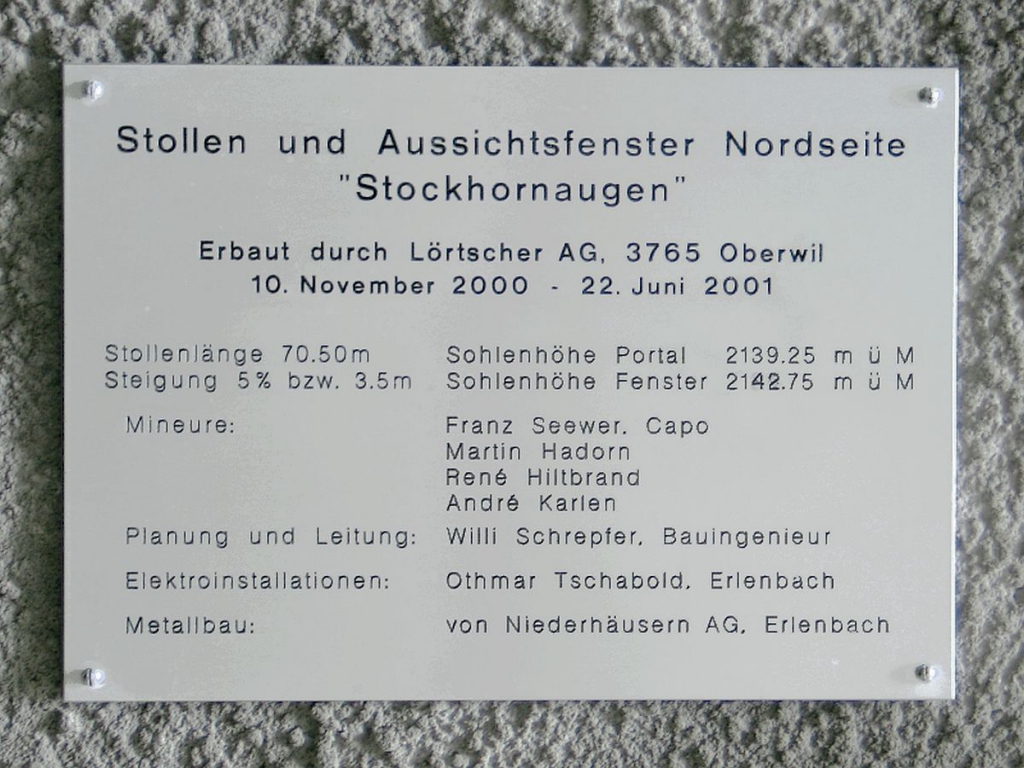 Stollen und Aussichtsfenster Nordseite
"Stockhornaugen"
Erbaut durch Lörtscher AG, 3765 Oberwil
10. November 2000 - 22. Juni 2001
Stollenlänge 70.50m Sohlenhöhe Portal 2139.25 m ü M
Steigung 5% bzw. 3.5m Sohlenhöhe Fenster 2142.75 m ü M
Mineure: Franz Seewer, Capo
Martin Hadorn
René Hiltbrand
André Karlen
Planung und Leitung: Willi Schrepfer, Bauingenieur
Elektroinstallationen: Othmar Tschabold, Erlenbach
Metallbau: von Niederhäusern AG, Erlenbach